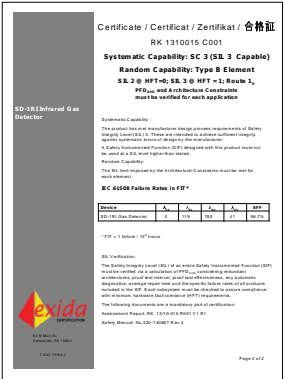 Certificate / Certificat / Zertifikat / 合格証
RK 1310015 C001
Systematic Capability: SC 3 (SIL 3 Capable)
Random Capability: Type B Element
SIL 2 @ HFT=0; SIL 3 @ HFT = 1; Route 1H
PFDAVG and Architecture Constraints
must be verified for each application
SD-1RI Infrared Gas
Detector
Systematic Capability :
The product has met manufacturer design process requirements of Safety
Integrity Level (SIL) 3. These are intended to achieve sufficient integrity
against systematic errors of design by the manufacturer.
A Safety Instrumented Function (SIF) designed with this product must not
be used at a SIL level higher than stated.
Random Capability:
The SIL limit imposed by the Architectural Constraints must be met for
each element.
IEC 61508 Failure Rates in FIT*
Device
SD-1RI Gas Detector 0 119 785 41 95.7%
* FIT = 1 failure / 10⁹ hours
SIL Verification:
The Safety Integrity Level (SIL) of an entire Safety Instrumented Function (SIF)
must be verified via a calculation of PFDAVG considering redundant
architectures, proof test interval, proof test effectiveness, any automatic
diagnostics, average repair time and the specific failure rates of all products
included in the SIF. Each subsystem must be checked to assure compliance
with minimum hardware fault tolerance (HFT) requirements.
The following documents are a mandatory part of certification:
Assessment Report: RK 13/10-015 R001 V1 R1
Safety Manual: No.320-140867 Rev.4
exida
CERTIFICATION
Page 2 of 2